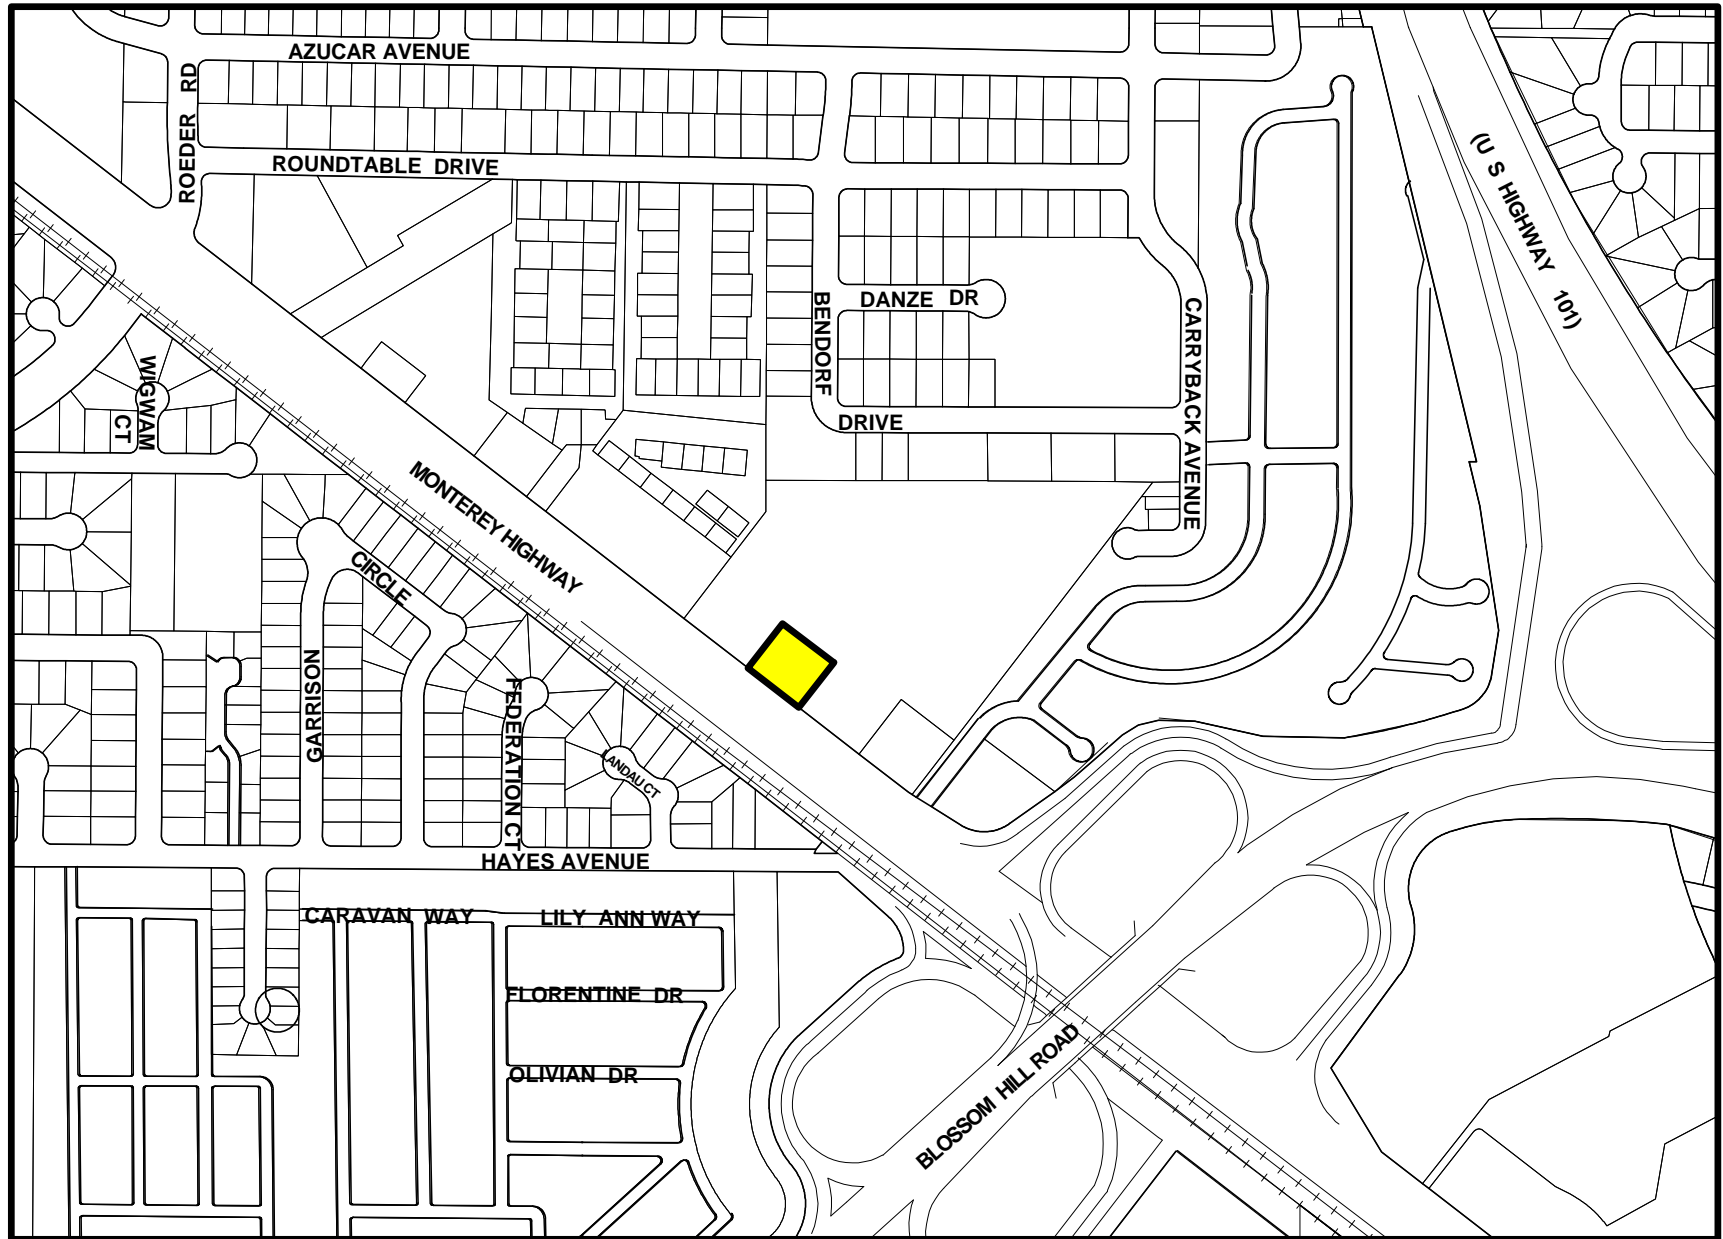 AZUCAR AVENUE
ROEDER RD
ROUNDTABLE DRIVE
(U S HIGHWAY 101)
DANZE DR
BENDORF
DRIVE
CARRYBACK AVENUE
WIGWAM
CT
MONTEREY HIGHWAY
CIRCLE
GARRISON
FEDERATION CT
LANDAU CT
HAYES AVENUE
CARAVAN WAY
LILY ANN WAY
FLORENTINE DR
OLIVIAN DR
BLOSSOM HILL ROAD